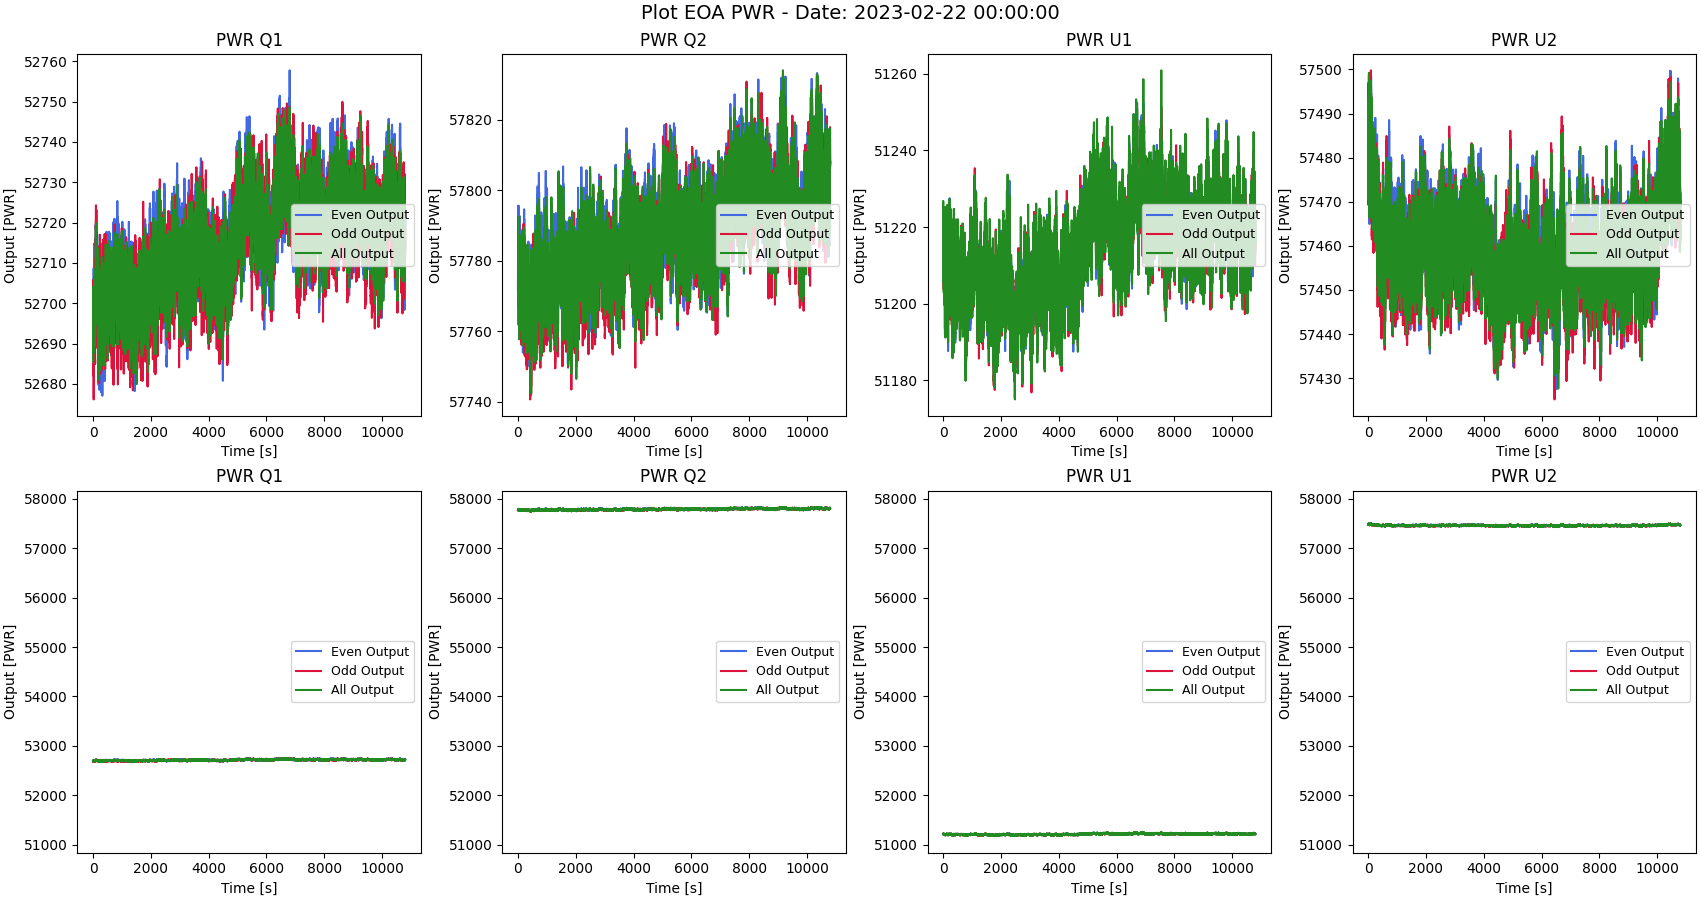 Plot EOA PWR - Date: 2023-02-22 00:00:00
PWR Q1
52760
52750
52740
52730
52720
52710
52700
52690
52680
Output [PWR]
Even Output
Odd Output
All Output
0 2000 4000 6000 8000 10000
Time [s]
PWR Q2
57820
57800
57780
57760
57740
Output [PWR]
Even Output
Odd Output
All Output
0 2000 4000 6000 8000 10000
Time [s]
PWR U1
51260
51240
51220
51200
51180
Output [PWR]
Even Output
Odd Output
All Output
0 2000 4000 6000 8000 10000
Time [s]
PWR U2
57500
57490
57480
57470
57460
57450
57440
57430
Output [PWR]
Even Output
Odd Output
All Output
0 2000 4000 6000 8000 10000
Time [s]
PWR Q1
58000
57000
56000
55000
54000
53000
52000
51000
Output [PWR]
Even Output
Odd Output
All Output
0 2000 4000 6000 8000 10000
Time [s]
PWR Q2
58000
57000
56000
55000
54000
53000
52000
51000
Output [PWR]
Even Output
Odd Output
All Output
0 2000 4000 6000 8000 10000
Time [s]
PWR U1
58000
57000
56000
55000
54000
53000
52000
51000
Output [PWR]
Even Output
Odd Output
All Output
0 2000 4000 6000 8000 10000
Time [s]
PWR U2
58000
57000
56000
55000
54000
53000
52000
51000
Output [PWR]
Even Output
Odd Output
All Output
0 2000 4000 6000 8000 10000
Time [s]